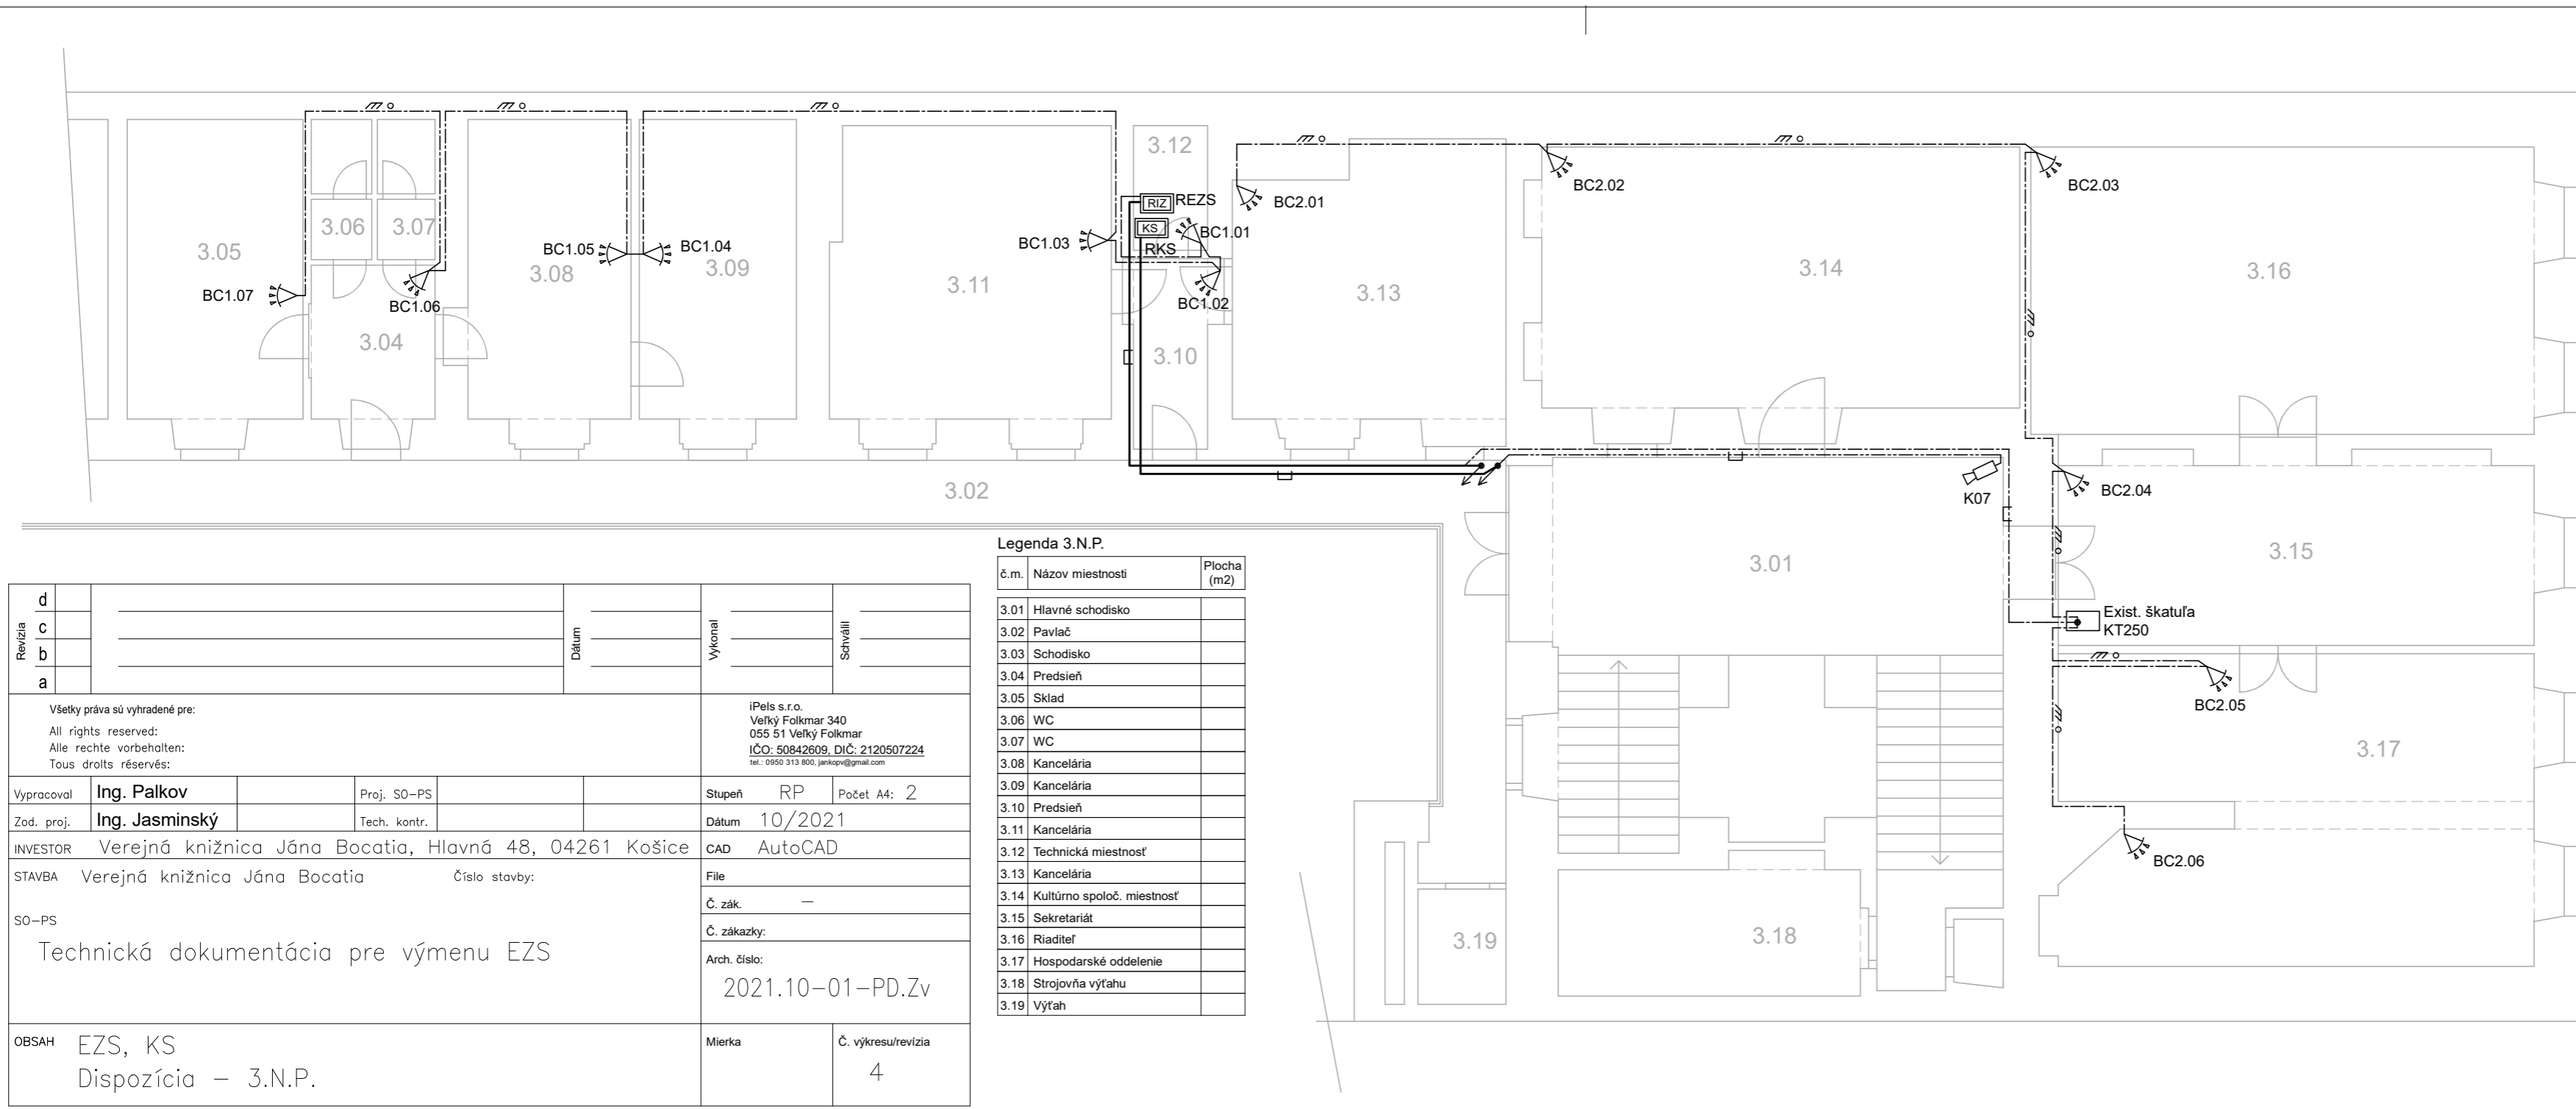 3.12
BC2.02
BC2.03
RIZ REZS
BC2.01
3.06
3.07
KS
BC1.01
3.05
BC1.03
RKS
BC1.05
BC1.04
3.08
3.09
3.14
3.16
3.11
3.13
BC1.07
BC1.06
BC1.02
3.04
3.10
3.02
K07
BC2.04
3.01
3.15
Exist. škatuľa
KT250
BC2.05
3.17
BC2.06
3.19
3.18
Legenda 3.N.P.
č.m. Názov miestnosti Plocha (m2)
3.01 Hlavné schodisko
3.02 Pavlač
3.03 Schodisko
3.04 Predsieň
3.05 Sklad
3.06 WC
3.07 WC
3.08 Kancelária
3.09 Kancelária
3.10 Predsieň
3.11 Kancelária
3.12 Technická miestnosť
3.13 Kancelária
3.14 Kultúrno spoloč. miestnosť
3.15 Sekretariát
3.16 Riaditeľ
3.17 Hospodarské oddelenie
3.18 Strojovňa výťahu
3.19 Výťah
Revízia
d
c
b
a
Dátum
Vykonal
Schválil
Všetky práva sú vyhradené pre:
All rights reserved:
Alle rechte vorbehalten:
Tous droits réservés:
iPels s.r.o.
Veľký Folkmar 340
055 51 Veľký Folkmar
IČO: 50842609, DIČ: 2120507224
tel.: 0950 313 800, jankopv@gmail.com
Vypracoval Ing. Palkov Proj. SO-PS
Stupeň RP Počet A4: 2
Zod. proj. Ing. Jasminský Tech. kontr.
Dátum 10/2021
INVESTOR Verejná knižnica Jána Bocatia, Hlavná 48, 04261 Košice
CAD AutoCAD
STAVBA Verejná knižnica Jána Bocatia Číslo stavby:
File
Č. zák. —
SO-PS
Č. zákazky:
Technická dokumentácia pre výmenu EZS
Arch. číslo:
2021.10-01-PD.Zv
OBSAH EZS, KS
Dispozícia - 3.N.P.
Mierka
Č. výkresu/revízia
4